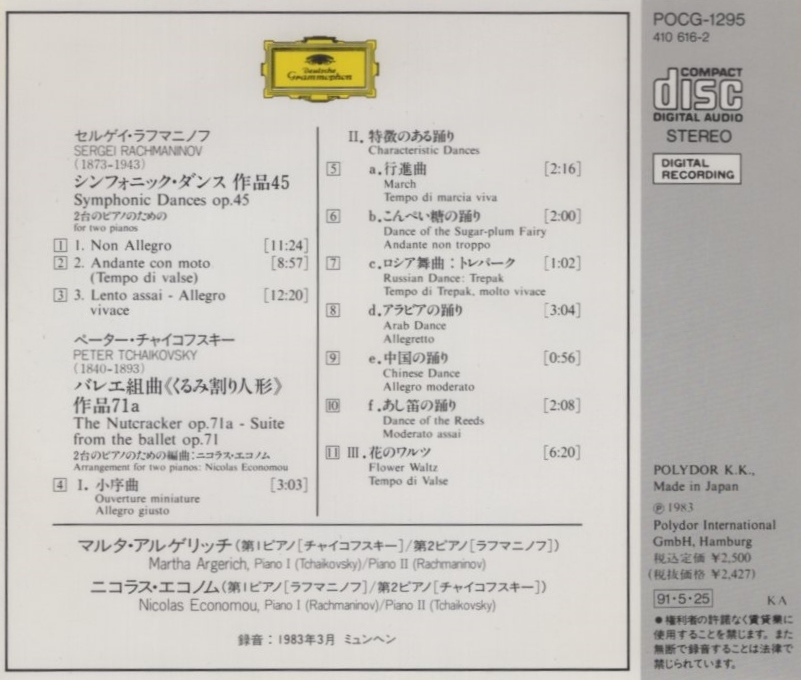 Deutsche
Grammophon
セルゲイ・ラフマニノフ
SERGEI RACHMANINOV
(1873-1943)
シンフォニック・ダンス 作品45
Symphonic Dances op.45
2台のピアノのための
for two pianos
1 1. Non Allegro [11:24]
2 2. Andante con moto [8:57]
(Tempo di valse)
3 3. Lento assai - Allegro [12:20]
vivace
ペーター・チャイコフスキー
PETER TCHAIKOVSKY
(1840-1893)
バレエ組曲《くるみ割り人形》
作品71a
The Nutcracker op.71a - Suite
from the ballet op.71
2台のピアノのための編曲:ニコラス・エコノム
Arrangement for two pianos: Nicolas Economou
4 I. 小序曲 [3:03]
Ouverture miniature
Allegro giusto
II. 特徴のある踊り
Characteristic Dances
5 a.行進曲 [2:16]
March
Tempo di marcia viva
6 b.こんぺい糖の踊り [2:00]
Dance of the Sugar-plum Fairy
Andante non troppo
7 c.ロシア舞曲:トレパーク [1:02]
Russian Dance: Trepak
Tempo di Trepak, molto vivace
8 d.アラビアの踊り [3:04]
Arab Dance
Allegretto
9 e.中国の踊り [0:56]
Chinese Dance
Allegro moderato
10 f.あし笛の踊り [2:08]
Dance of the Reeds
Moderato assai
11 III. 花のワルツ [6:20]
Flower Waltz
Tempo di Valse
マルタ・アルゲリッチ(第1ピアノ[チャイコフスキー]/第2ピアノ[ラフマニノフ])
Martha Argerich, Piano I (Tchaikovsky)/Piano II (Rachmaninov)
ニコラス・エコノム(第1ピアノ[ラフマニノフ]/第2ピアノ[チャイコフスキー])
Nicolas Economou, Piano I (Rachmaninov)/Piano II (Tchaikovsky)
録音:1983年3月 ミュンヘン
POCG-1295
410 616-2
COMPACT
disc
DIGITAL AUDIO
STEREO
DIGITAL
RECORDING
POLYDOR K.K.,
Made in Japan
Ⓟ 1983
Polydor International
GmbH, Hamburg
税込定価 ¥2,500
(税抜価格 ¥2,427)
91・5・25 KA
●権利者の許諾なく賃貸業に
使用することを禁じます。また
無断で録音することは法律で
禁じられています。